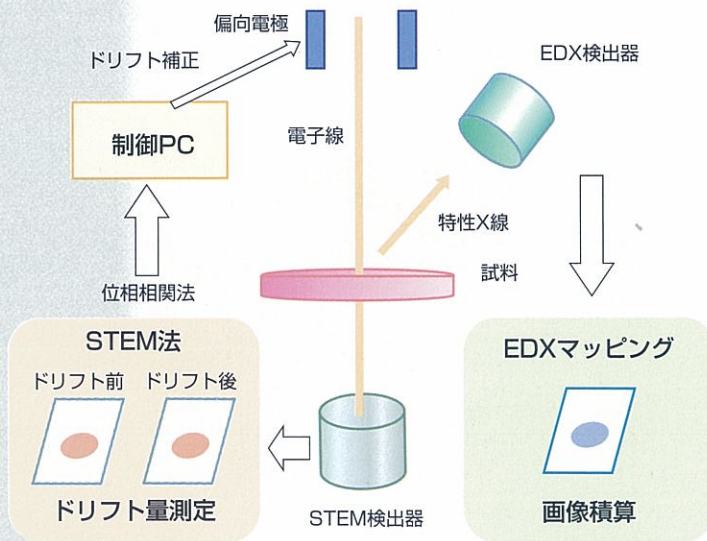 偏向電極
ドリフト補正
EDX検出器
制御PC
電子線
特性X線
試料
位相相関法
STEM法
ドリフト前
ドリフト後
ドリフト量測定
STEM検出器
EDXマッピング
画像積算